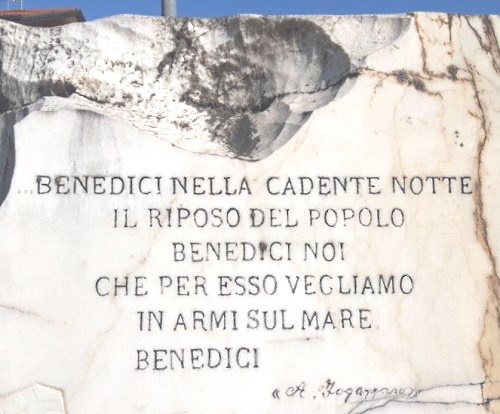 ...BENEDICI NELLA CADENTE NOTTE
IL RIPOSO DEL POPOLO
BENEDICI NOI
CHE PER ESSO VEGLIAMO
IN ARMI SUL MARE
BENEDICI
"A. Fogazzaro"